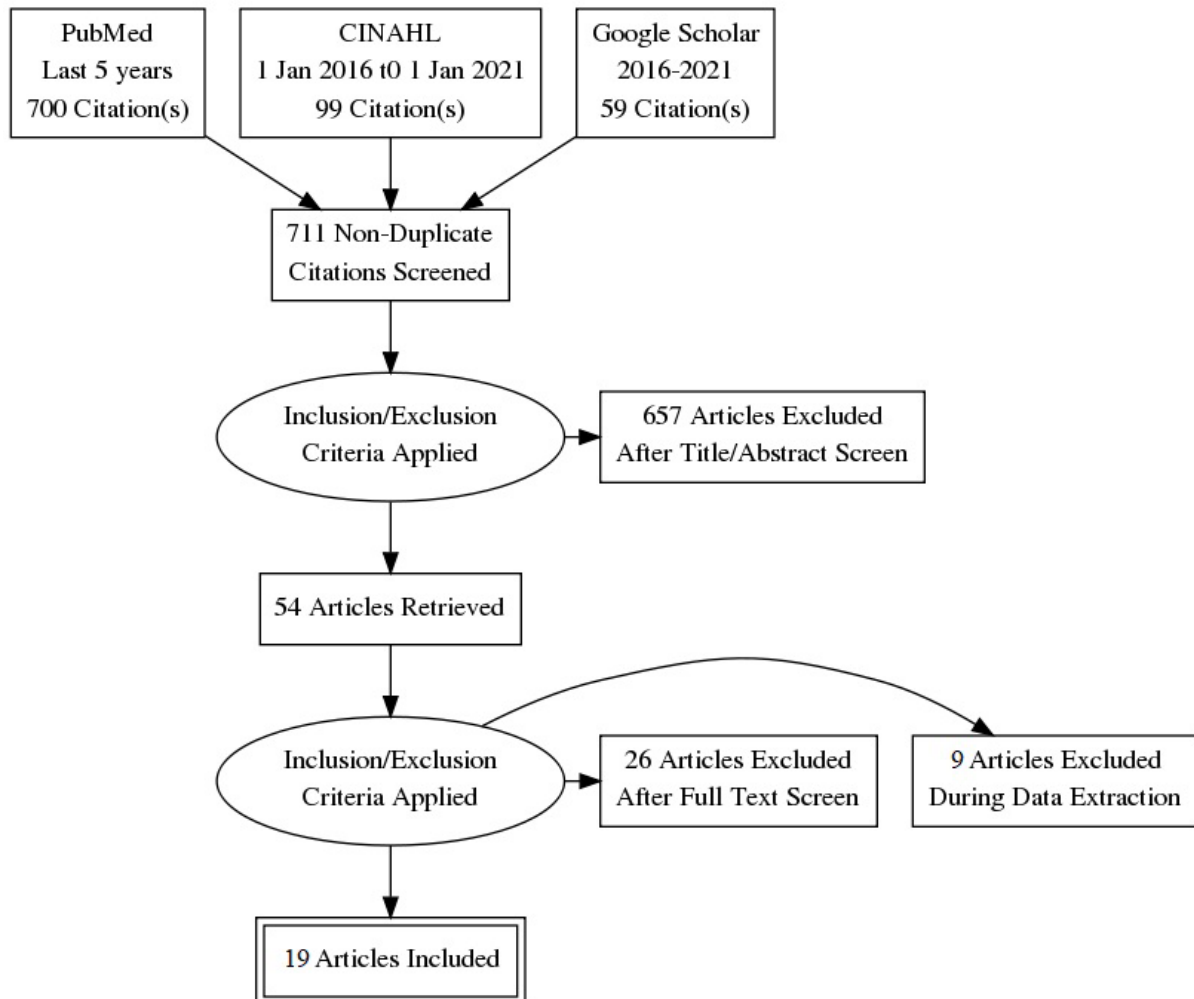 PubMed
Last 5 years
700 Citation(s)
CINAHL
1 Jan 2016 t0 1 Jan 2021
99 Citation(s)
Google Scholar
2016-2021
59 Citation(s)
711 Non-Duplicate
Citations Screened
Inclusion/Exclusion
Criteria Applied
657 Articles Excluded
After Title/Abstract Screen
54 Articles Retrieved
Inclusion/Exclusion
Criteria Applied
26 Articles Excluded
After Full Text Screen
9 Articles Excluded
During Data Extraction
19 Articles Included